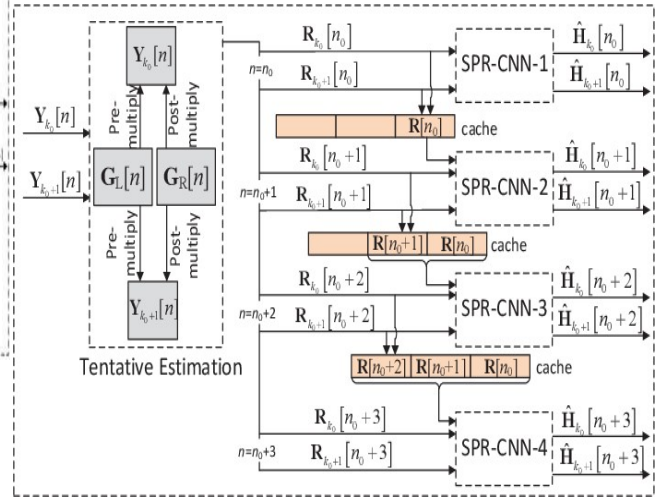 Y_{k_0}[n]
Y_{k_0+1}[n]
Y_{k_0}[n]
Pre-multiply
Post-multiply
G_L[n]
G_R[n]
Pre-multiply
Post-multiply
Y_{k_0+1}[n]
Tentative Estimation
n=n_0
R_{k_0}[n_0]
R_{k_0+1}[n_0]
SPR-CNN-1
Ĥ_{k_0}[n_0]
Ĥ_{k_0+1}[n_0]
R[n_0]
cache
n=n_0+1
R_{k_0}[n_0+1]
R_{k_0+1}[n_0+1]
SPR-CNN-2
Ĥ_{k_0}[n_0+1]
Ĥ_{k_0+1}[n_0+1]
R[n_0+1] R[n_0]
cache
n=n_0+2
R_{k_0}[n_0+2]
R_{k_0+1}[n_0+2]
SPR-CNN-3
Ĥ_{k_0}[n_0+2]
Ĥ_{k_0+1}[n_0+2]
R[n_0+2] R[n_0+1] R[n_0]
cache
n=n_0+3
R_{k_0}[n_0+3]
R_{k_0+1}[n_0+3]
SPR-CNN-4
Ĥ_{k_0}[n_0+3]
Ĥ_{k_0+1}[n_0+3]